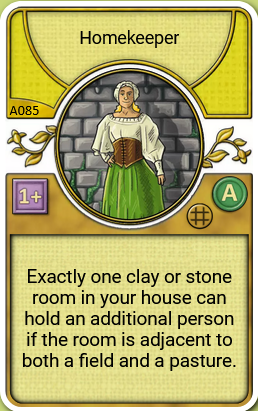 Homekeeper
A085
1+
A
Exactly one clay or stone
room in your house can
hold an additional person
if the room is adjacent to
both a field and a pasture.